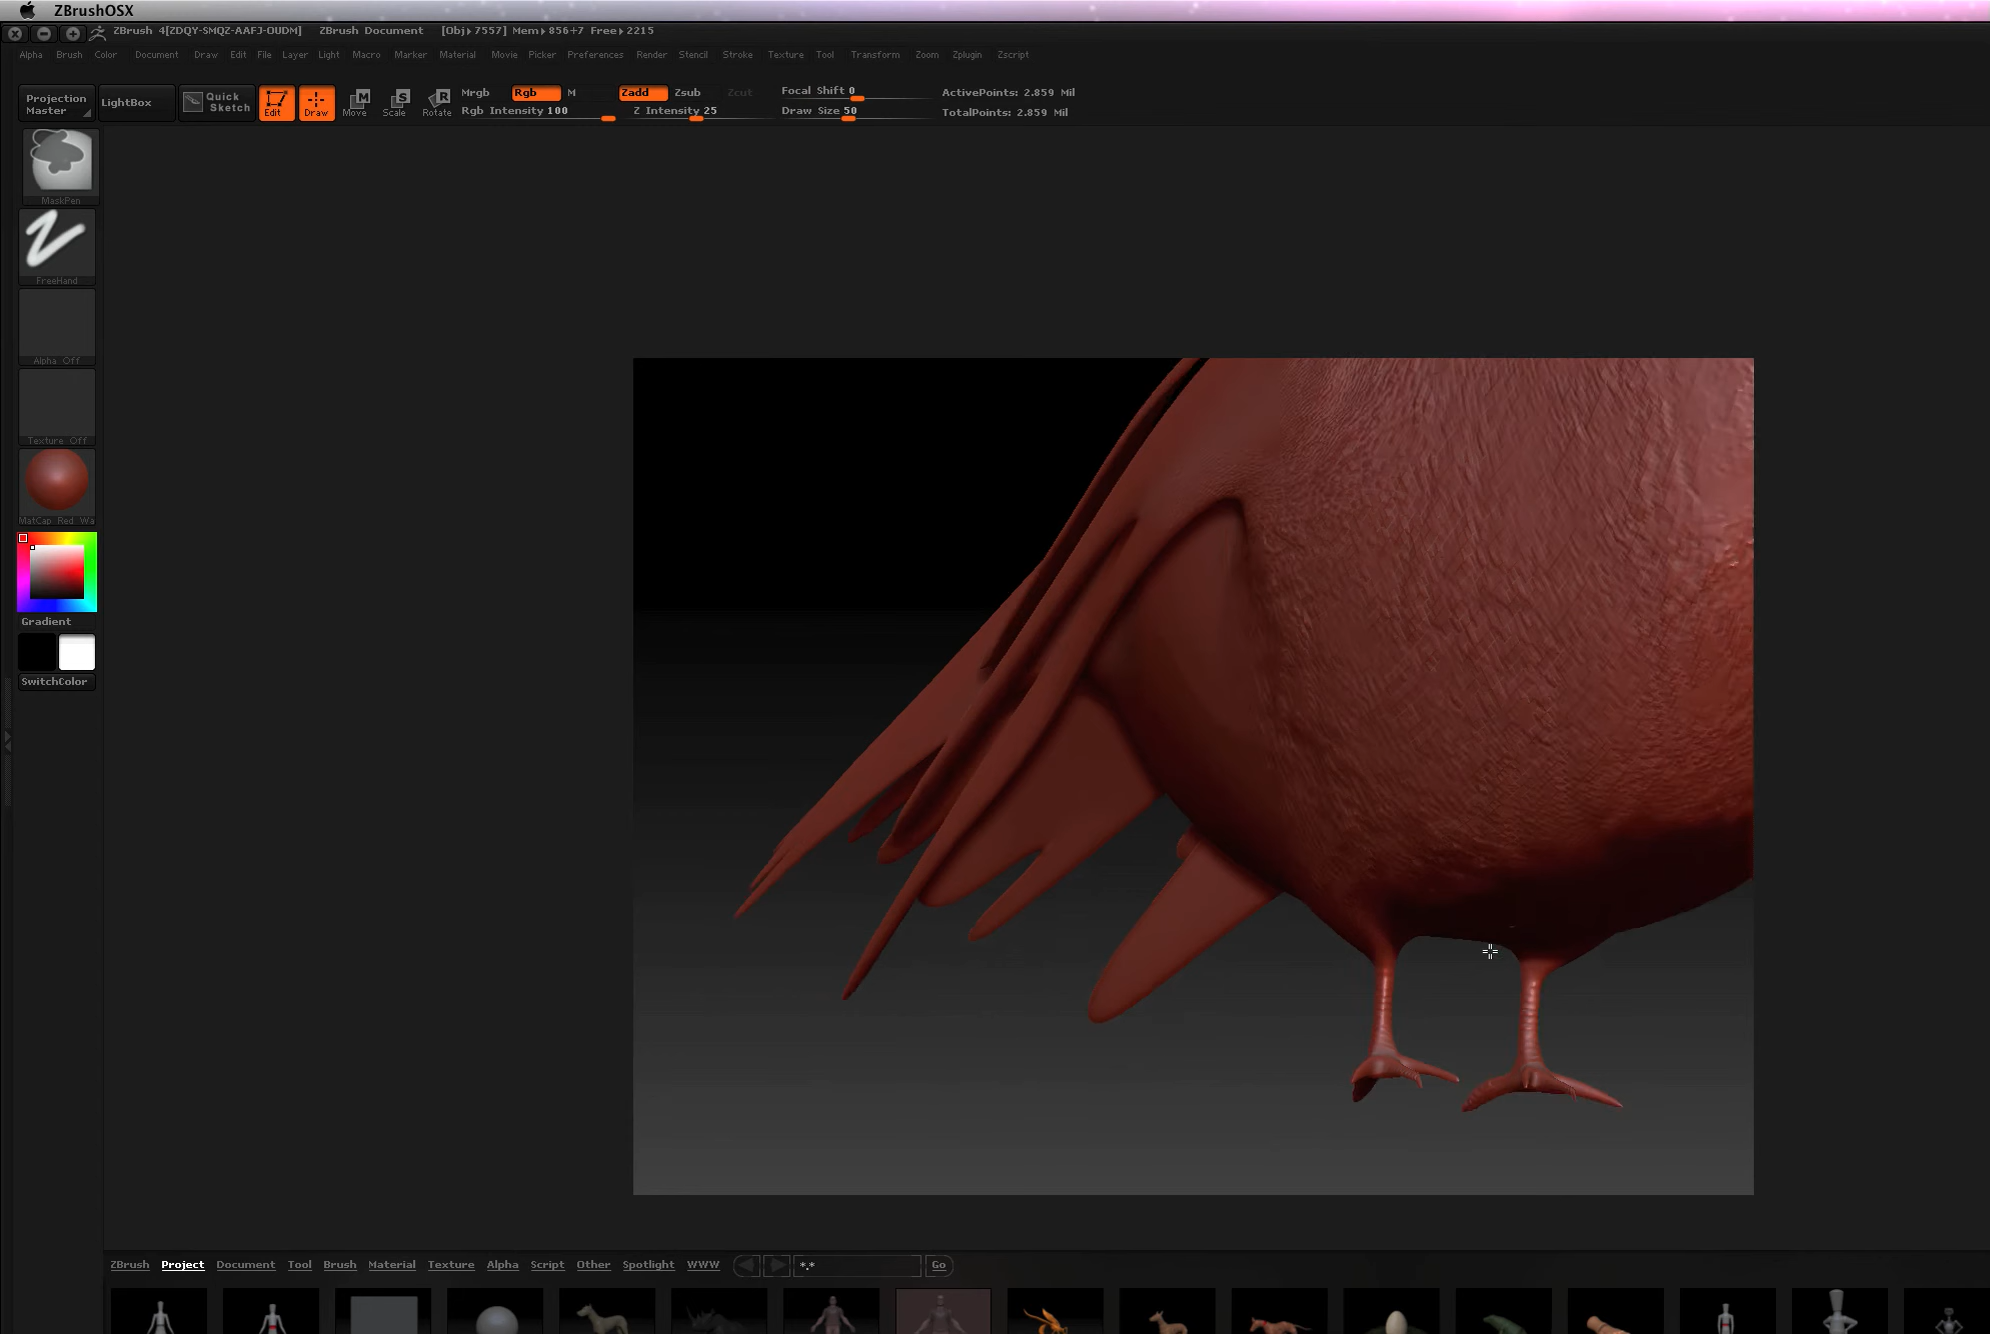 ZBrushOSX
ZBrush 4[ZDQY-SMQZ-AAFJ-OUDM] ZBrush Document [Obj▸7557] Mem▸856+7 Free▸2215
Alpha Brush Color Document Draw Edit File Layer Light Macro Marker Material Movie Picker Preferences Render Stencil Stroke Texture Tool Transform Zoom Zplugin Zscript
Projection Master
LightBox
Quick Sketch
Edit
Draw
Move
Scale
Rotate
Mrgb Rgb M
Rgb Intensity 100
Zadd Zsub Zcut
Z Intensity 25
Focal Shift 0
Draw Size 50
ActivePoints: 2.859 Mil
TotalPoints: 2.859 Mil
MaskPen
FreeHand
Alpha Off
Texture Off
MatCap Red Wa
Gradient
SwitchColor
ZBrush Project Document Tool Brush Material Texture Alpha Script Other Spotlight WWW *.* Go